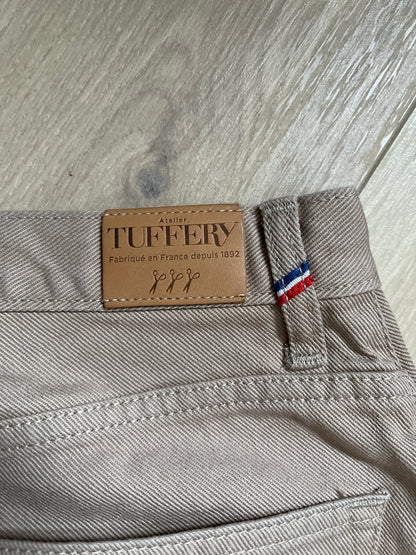 Atelier
TUFFERY
Fabriqué en France depuis 1892